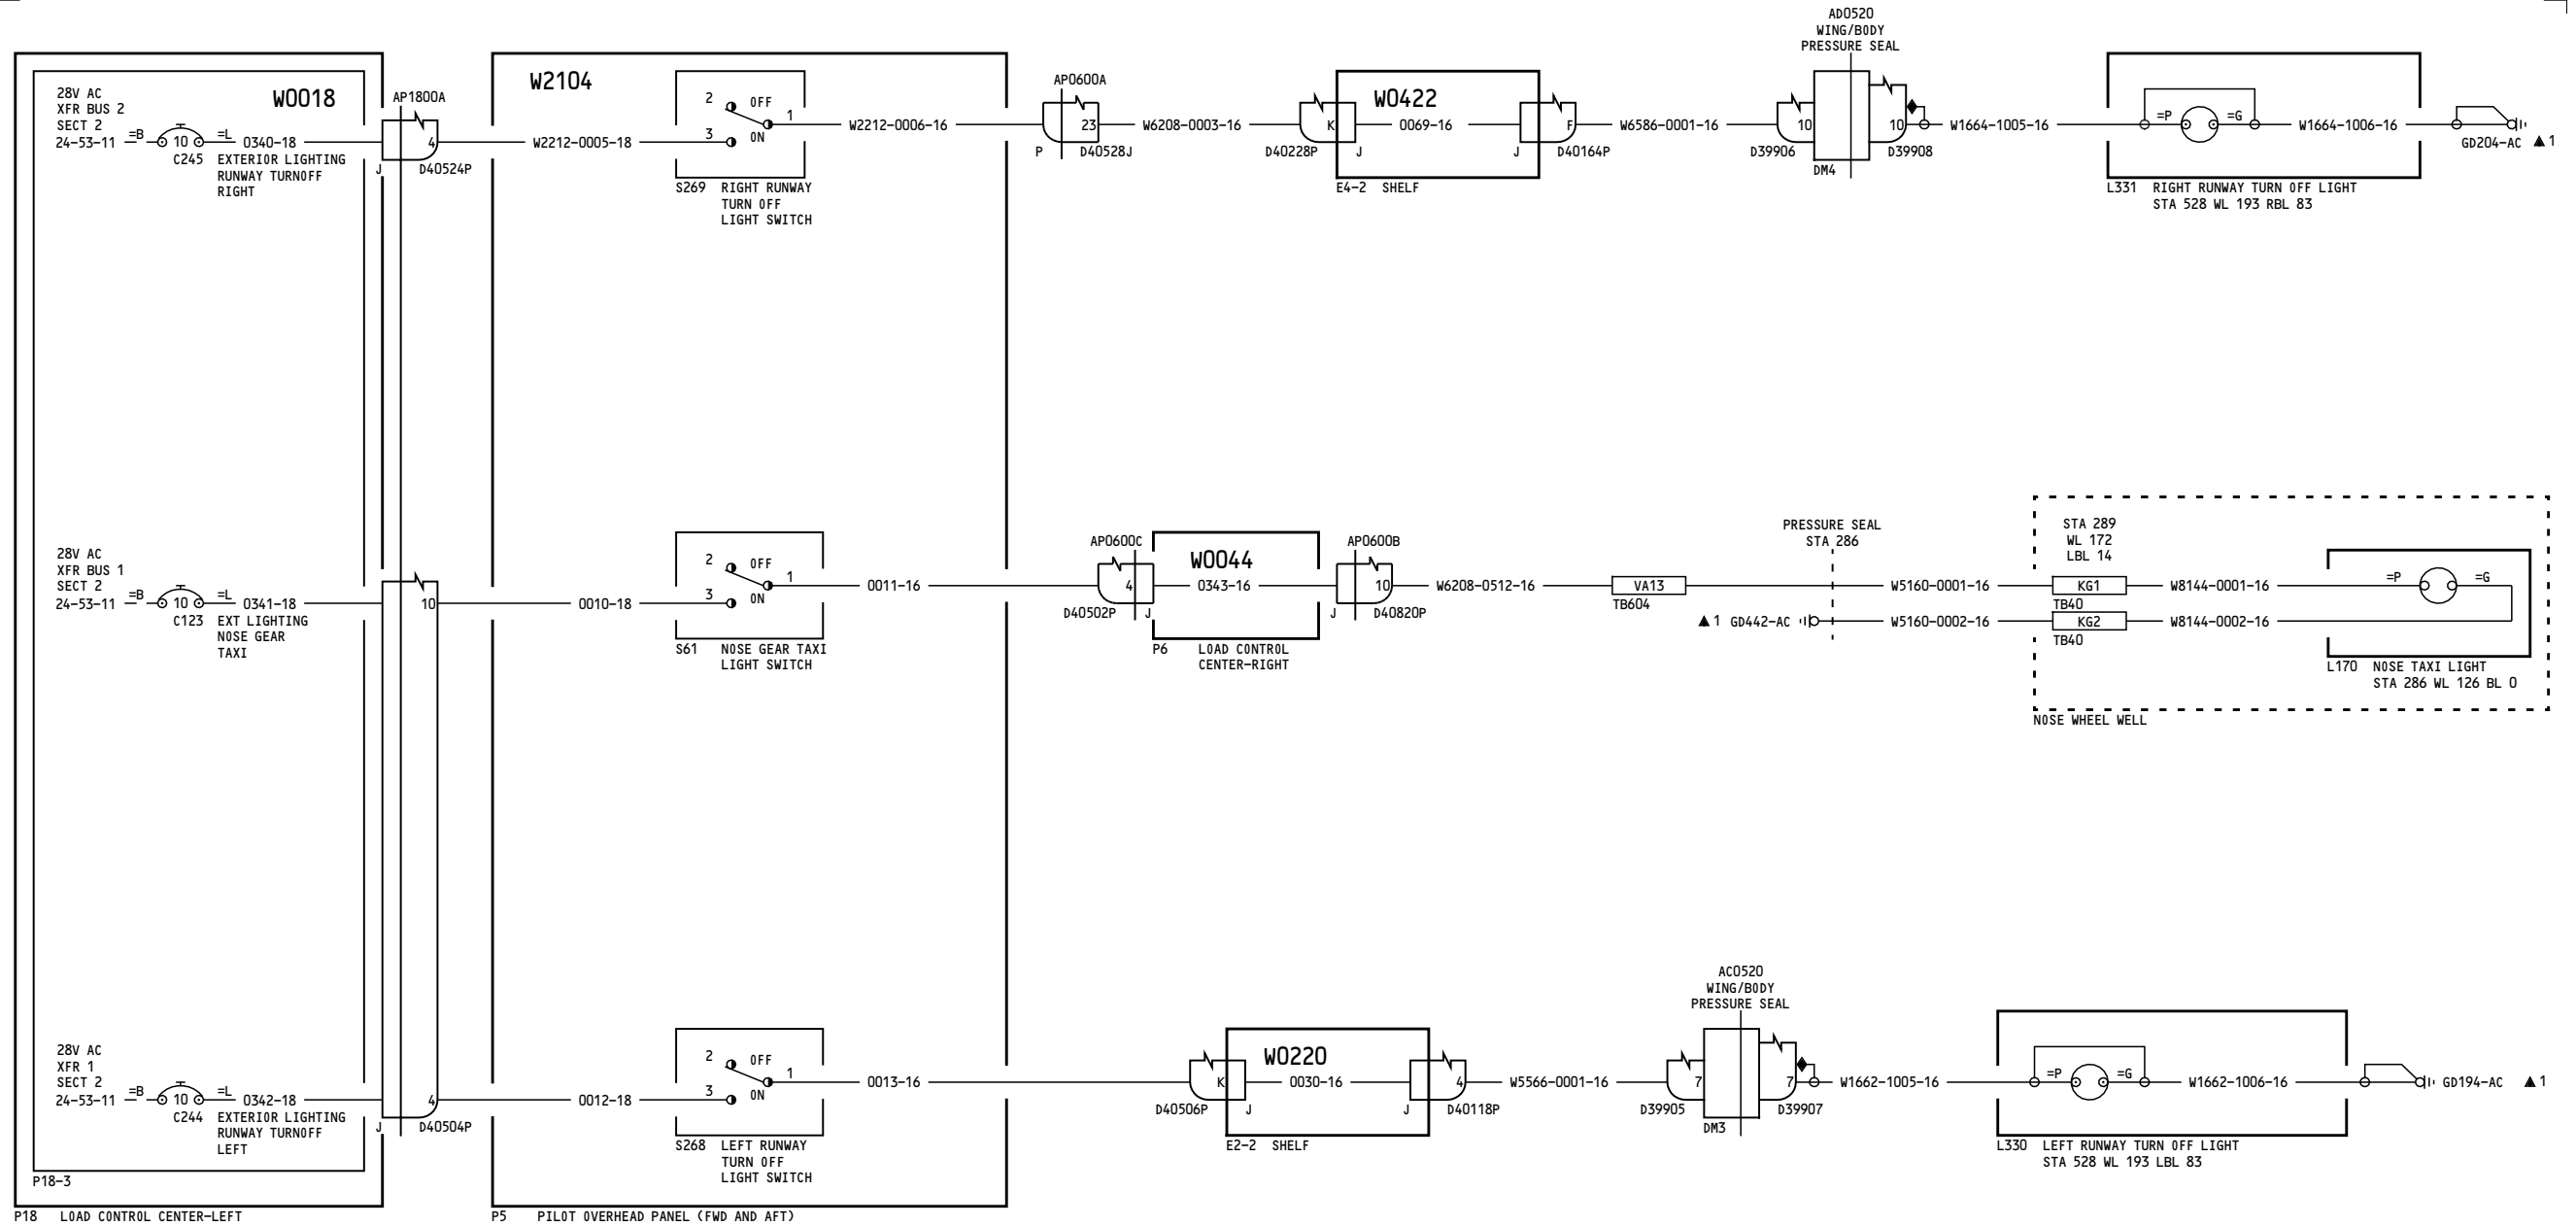 28V AC
XFR BUS 2
SECT 2
24-53-11
=B
10
=L
0340-18
C245
EXTERIOR LIGHTING
RUNWAY TURNOFF
RIGHT
W0018
AP1800A
4
J
D40524P
W2104
W2212-0005-18
2
OFF
1
3
ON
S269
RIGHT RUNWAY
TURN OFF
LIGHT SWITCH
W2212-0006-16
AP0600A
23
P
D40528J
W6208-0003-16
K
D40228P
W0422
0069-16
J
J
F
D40164P
E4-2 SHELF
W6586-0001-16
AD0520
WING/BODY
PRESSURE SEAL
10
10
D39906
D39908
DM4
W1664-1005-16
=P
=G
W1664-1006-16
L331 RIGHT RUNWAY TURN OFF LIGHT
STA 528 WL 193 RBL 83
GD204-AC ▲ 1
28V AC
XFR BUS 1
SECT 2
24-53-11
=B
10
=L
0341-18
C123
EXT LIGHTING
NOSE GEAR
TAXI
10
0010-18
2
OFF
1
3
ON
S61
NOSE GEAR TAXI
LIGHT SWITCH
0011-16
AP0600C
4
D40502P
J
W0044
0343-16
P6
LOAD CONTROL
CENTER-RIGHT
AP0600B
10
J
D40820P
W6208-0512-16
VA13
TB604
PRESSURE SEAL
STA 286
▲ 1 GD442-AC
W5160-0001-16
W5160-0002-16
STA 289
WL 172
LBL 14
KG1
TB40
KG2
TB40
W8144-0001-16
W8144-0002-16
=P
=G
L170 NOSE TAXI LIGHT
STA 286 WL 126 BL 0
NOSE WHEEL WELL
28V AC
XFR 1
SECT 2
24-53-11
=B
10
=L
0342-18
C244
EXTERIOR LIGHTING
RUNWAY TURNOFF
LEFT
4
J
D40504P
0012-18
2
OFF
1
3
ON
S268
LEFT RUNWAY
TURN OFF
LIGHT SWITCH
0013-16
K
D40506P
W0220
0030-16
J
J
4
D40118P
E2-2 SHELF
W5566-0001-16
AC0520
WING/BODY
PRESSURE SEAL
7
7
D39905
D39907
DM3
W1662-1005-16
=P
=G
W1662-1006-16
L330 LEFT RUNWAY TURN OFF LIGHT
STA 528 WL 193 LBL 83
GD194-AC ▲ 1
P18-3
P18 LOAD CONTROL CENTER-LEFT
P5 PILOT OVERHEAD PANEL (FWD AND AFT)